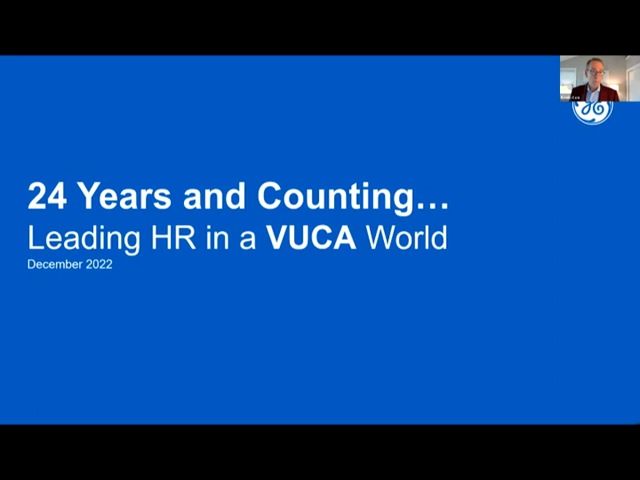 24 Years and Counting…
Leading HR in a VUCA World
December 2022